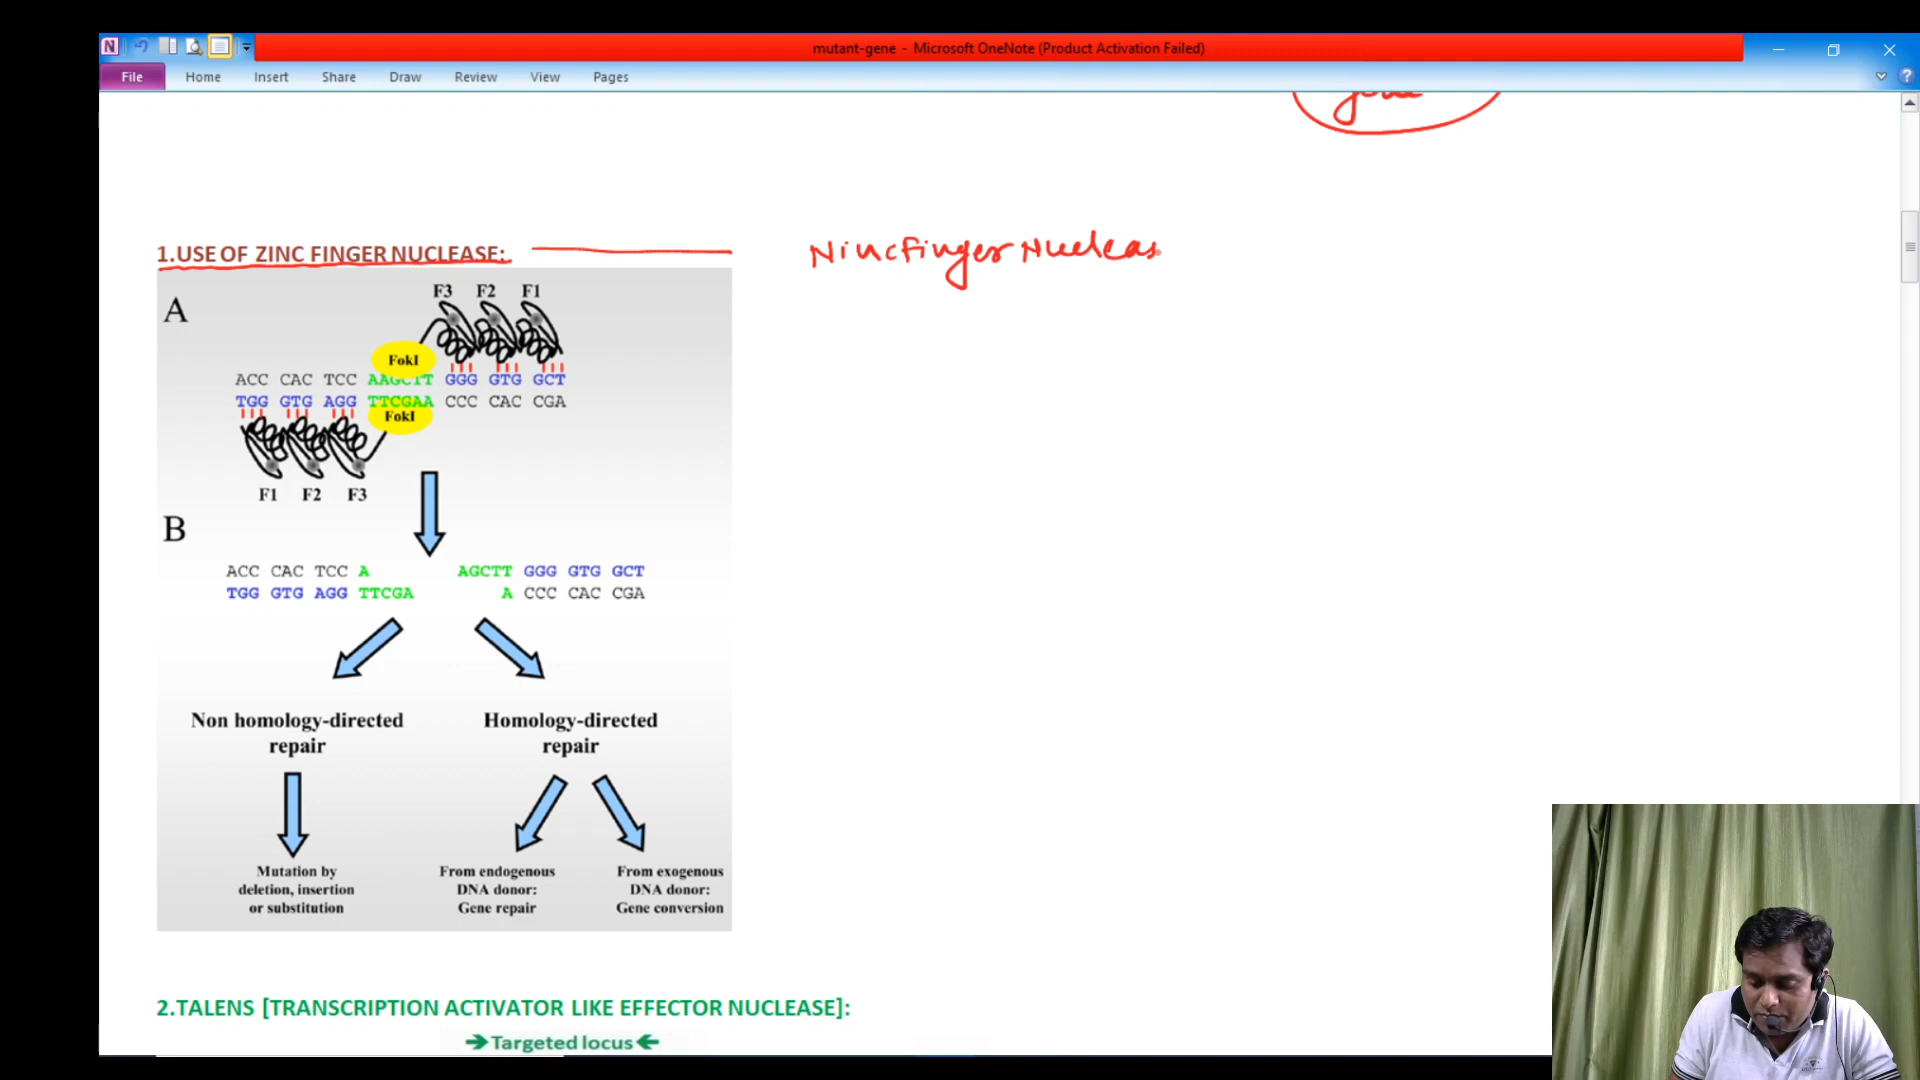 mutant-gene - Microsoft OneNote (Product Activation Failed)
File Home Insert Share Draw Review View Pages
gene
1.USE OF ZINC FINGER NUCLEASE:
NincFinger Nucleas
A
F3 F2 F1
FokI
ACC CAC TCC AAGCTT GGG GTG GCT
TGG GTG AGG TTCGAA CCC CAC CGA
FokI
F1 F2 F3
B
ACC CAC TCC A AGCTT GGG GTG GCT
TGG GTG AGG TTCGA A CCC CAC CGA
Non homology-directed
repair
Homology-directed
repair
Mutation by
deletion, insertion
or substitution
From endogenous
DNA donor:
Gene repair
From exogenous
DNA donor:
Gene conversion
2.TALENS [TRANSCRIPTION ACTIVATOR LIKE EFFECTOR NUCLEASE]:
Targeted locus